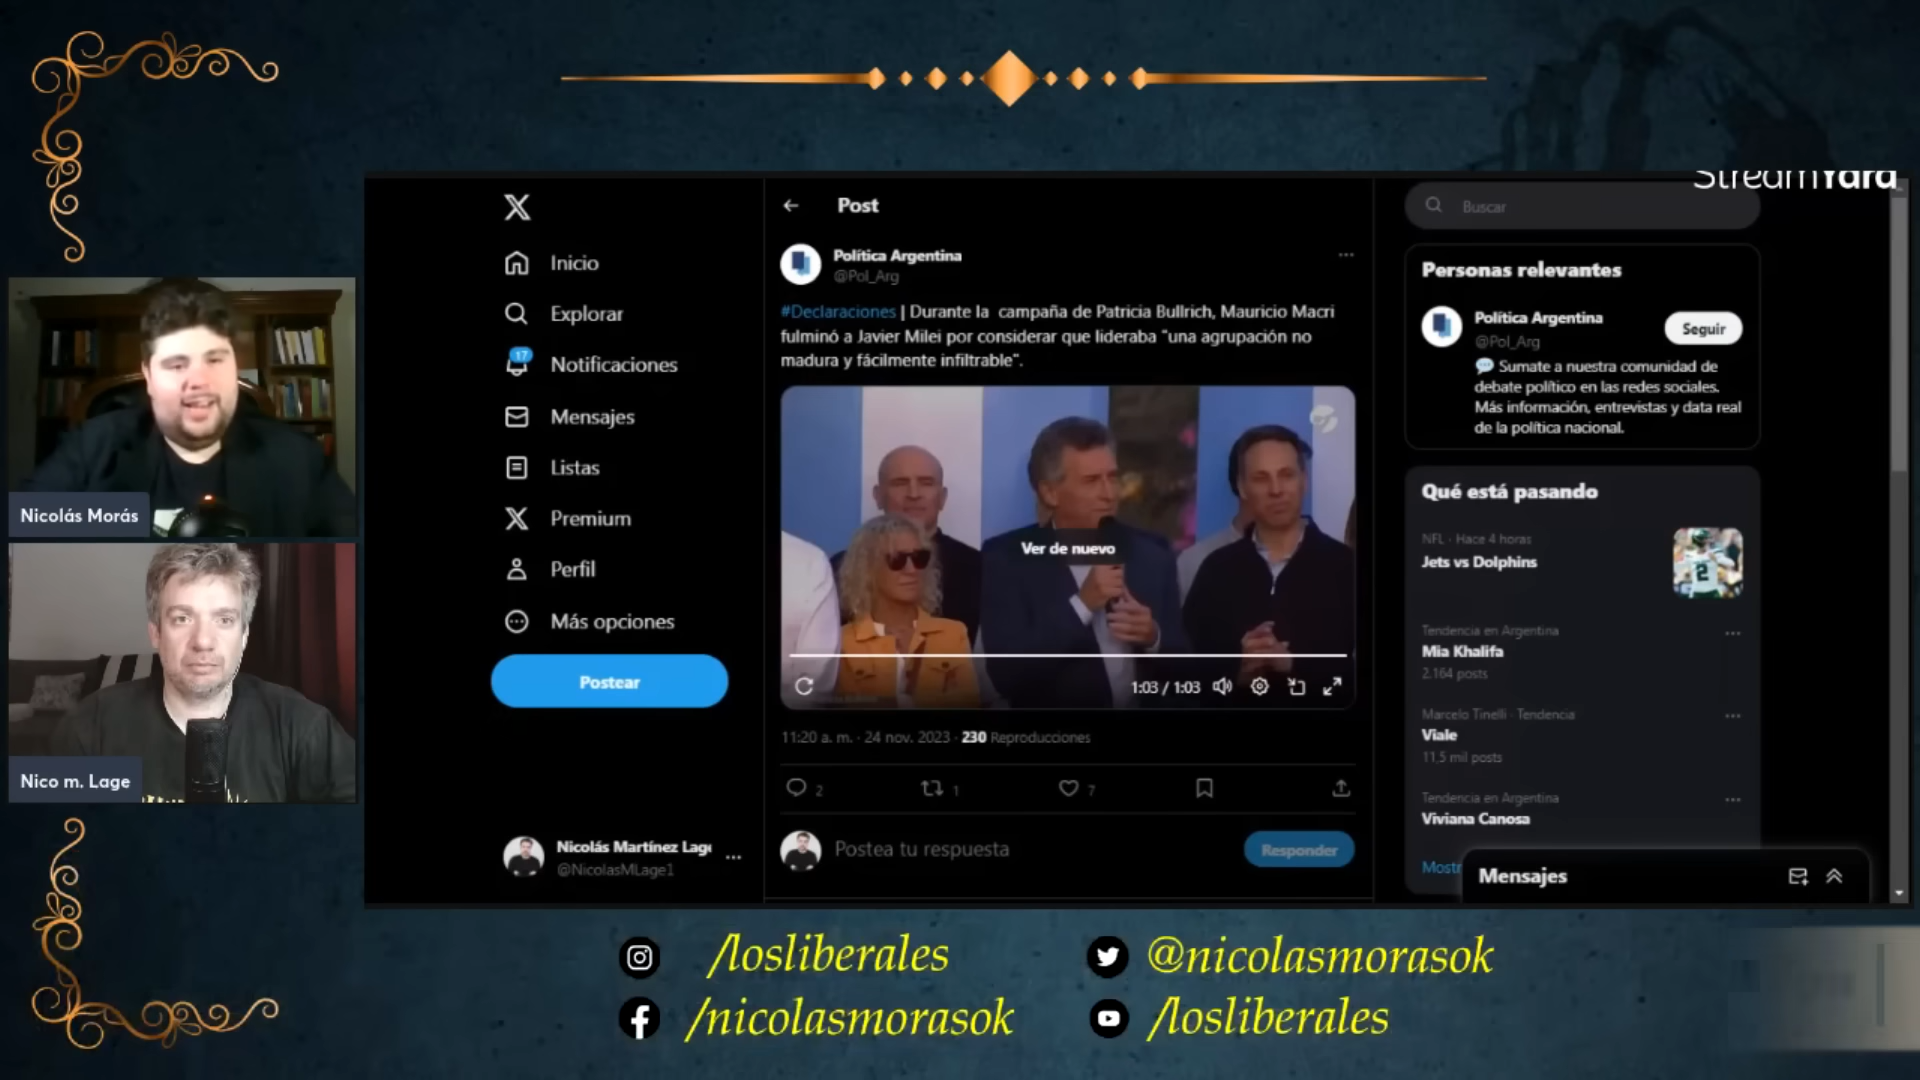 StreamYard
Inicio
Explorar
17
Notificaciones
Mensajes
Listas
Premium
Perfil
Más opciones
Postear
Nicolás Martínez Lage
@NicolasMLage1
Post
Política Argentina
@Pol_Arg
#Declaraciones | Durante la campaña de Patricia Bullrich, Mauricio Macri
fulminó a Javier Milei por considerar que lideraba "una agrupación no
madura y fácilmente infiltrable".
Ver de nuevo
1:03 / 1:03
11:20 a. m. · 24 nov. 2023 · 230 Reproducciones
2 1 7
Postea tu respuesta
Responder
Buscar
Personas relevantes
Política Argentina
@Pol_Arg
Seguir
Sumate a nuestra comunidad de
debate político en las redes sociales.
Más información, entrevistas y data real
de la política nacional.
Qué está pasando
NFL · Hace 4 horas
Jets vs Dolphins
Tendencia en Argentina
Mia Khalifa
2.164 posts
Marcelo Tinelli · Tendencia
Viale
11,5 mil posts
Tendencia en Argentina
Viviana Canosa
Mostr
Mensajes
Nicolás Morás
Nico m. Lage
/losliberales
@nicolasmorasok
/nicolasmorasok
/losliberales